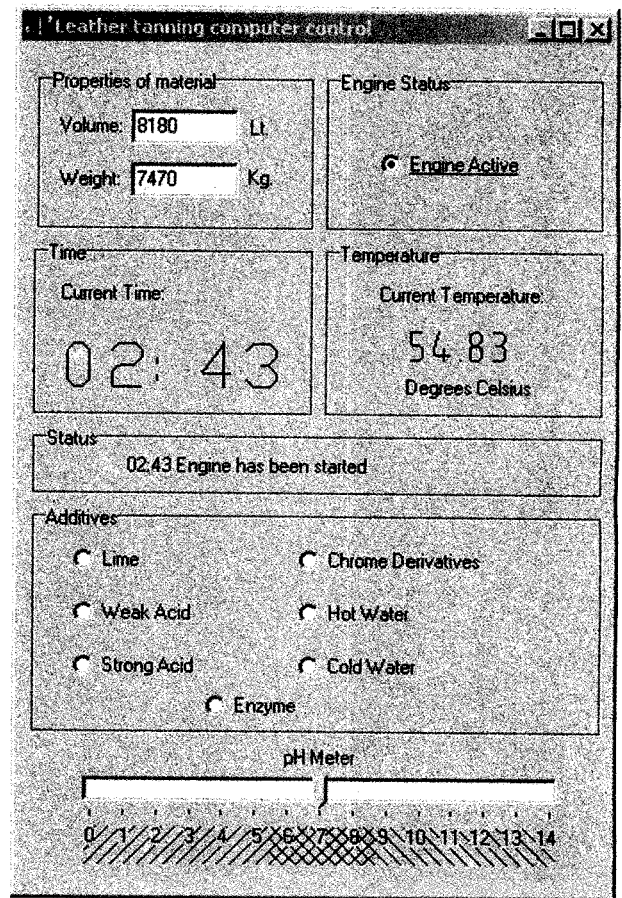 Leather tanning computer control
Properties of material
Volume: 8180 Lt.
Weight: 7470 Kg.
Engine Status
Engine Active
Time
Current Time:
02: 43
Temperature
Current Temperature:
54.83
Degrees Celsius
Status
02:43 Engine has been started
Additives
Lime
Chrome Derivatives
Weak Acid
Hot Water
Strong Acid
Cold Water
Enzyme
pH Meter
0 1 2 3 4 5 6 7 8 9 10 11 12 13 14